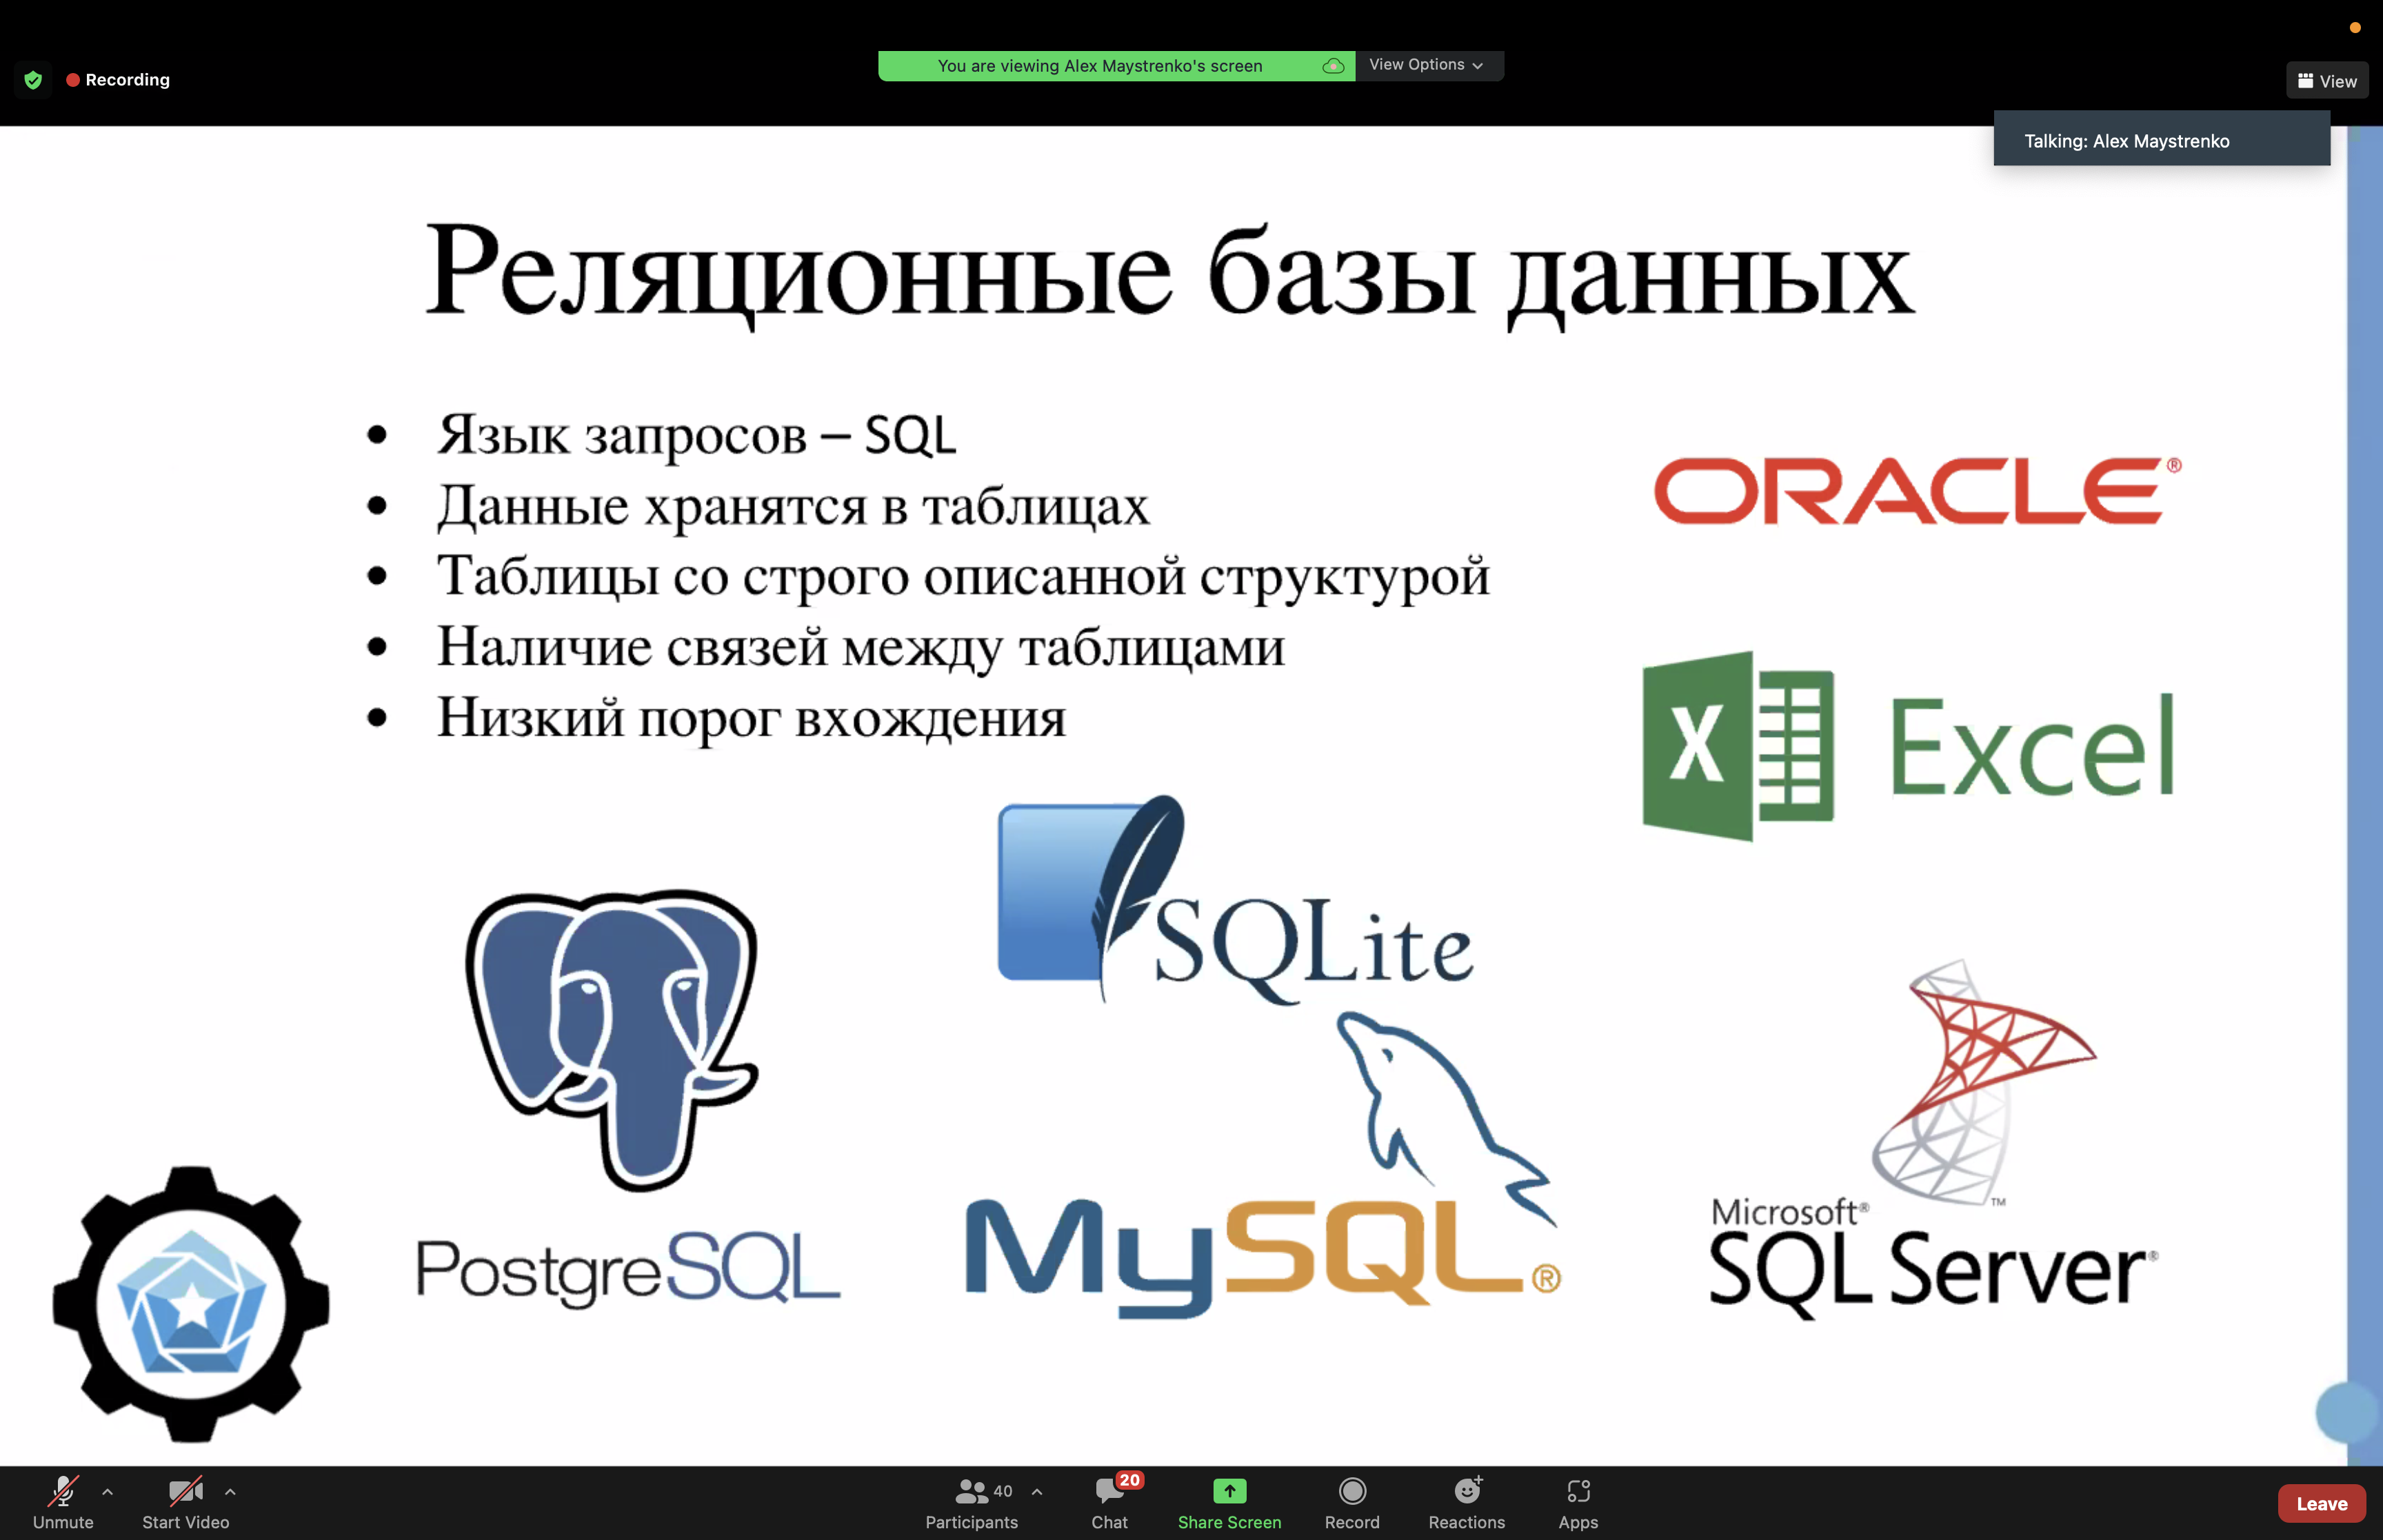 Recording
You are viewing Alex Maystrenko's screen
View Options
View
Talking: Alex Maystrenko
Реляционные базы данных
• Язык запросов – SQL
• Данные хранятся в таблицах
• Таблицы со строго описанной структурой
• Наличие связей между таблицами
• Низкий порог вхождения
ORACLE®
X Excel
SQLite
PostgreSQL
MySQL®
™
Microsoft®
SQL Server®
Unmute
Start Video
40
Participants
20
Chat
Share Screen
Record
Reactions
Apps
Leave